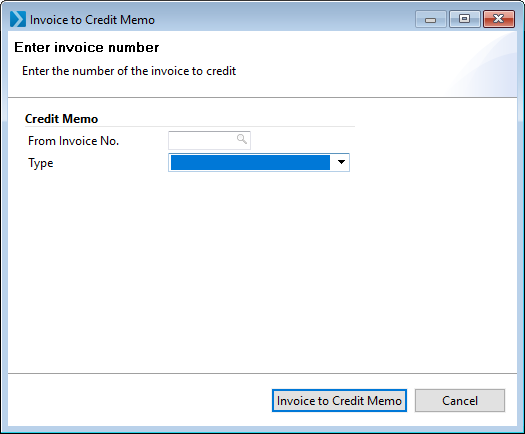 Invoice to Credit Memo
Enter invoice number
Enter the number of the invoice to credit
Credit Memo
From Invoice No.
Type
Invoice to Credit Memo
Cancel